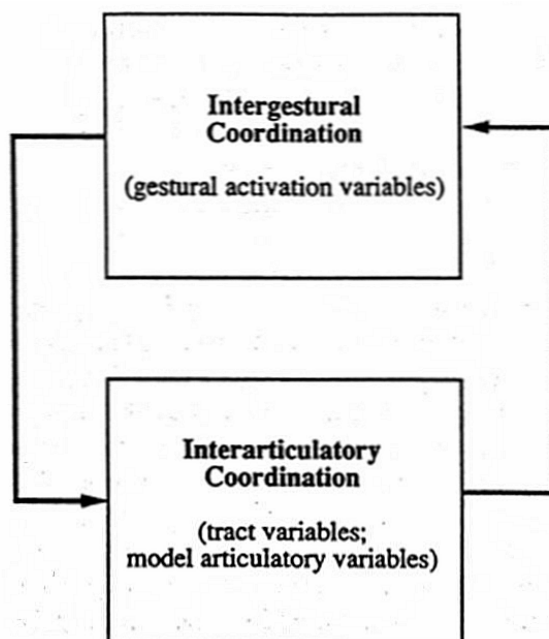 Intergestural
Coordination
(gestural activation variables)
Interarticulatory
Coordination
(tract variables;
model articulatory variables)